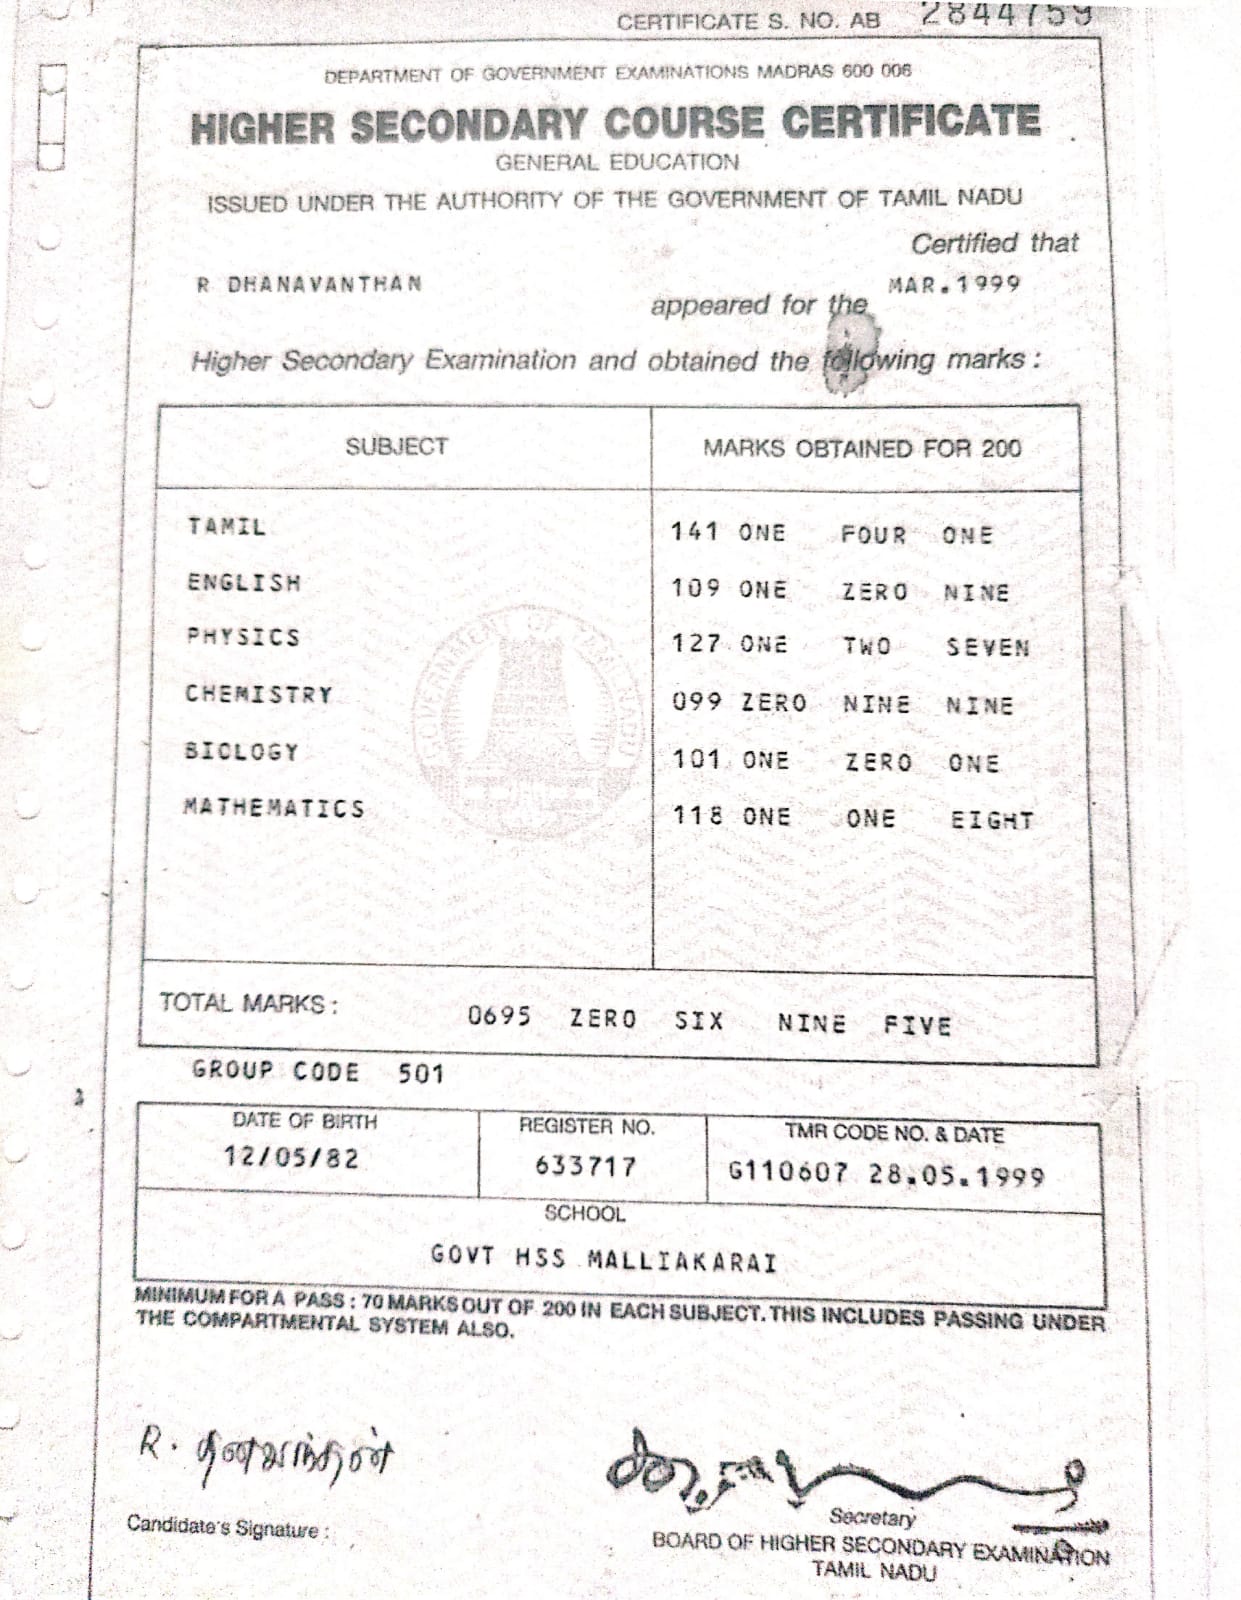 CERTIFICATE S. NO. AB 2844759
DEPARTMENT OF GOVERNMENT EXAMINATIONS MADRAS 600 006
HIGHER SECONDARY COURSE CERTIFICATE
GENERAL EDUCATION
ISSUED UNDER THE AUTHORITY OF THE GOVERNMENT OF TAMIL NADU
Certified that
R DHANAVANTHAN appeared for the MAR.1999
Higher Secondary Examination and obtained the following marks :
SUBJECT MARKS OBTAINED FOR 200
TAMIL 141 ONE FOUR ONE
ENGLISH 109 ONE ZERO NINE
PHYSICS 127 ONE TWO SEVEN
CHEMISTRY 099 ZERO NINE NINE
BIOLOGY 101 ONE ZERO ONE
MATHEMATICS 118 ONE ONE EIGHT
TOTAL MARKS : 0695 ZERO SIX NINE FIVE
GROUP CODE 501
DATE OF BIRTH REGISTER NO. TMR CODE NO. & DATE
12/05/82 633717 G110607 28.05.1999
SCHOOL
GOVT HSS MALLIAKARAI
MINIMUM FOR A PASS : 70 MARKS OUT OF 200 IN EACH SUBJECT. THIS INCLUDES PASSING UNDER
THE COMPARTMENTAL SYSTEM ALSO.
R. தனவந்தன்
Candidate's Signature :
Secretary
BOARD OF HIGHER SECONDARY EXAMINATION
TAMIL NADU